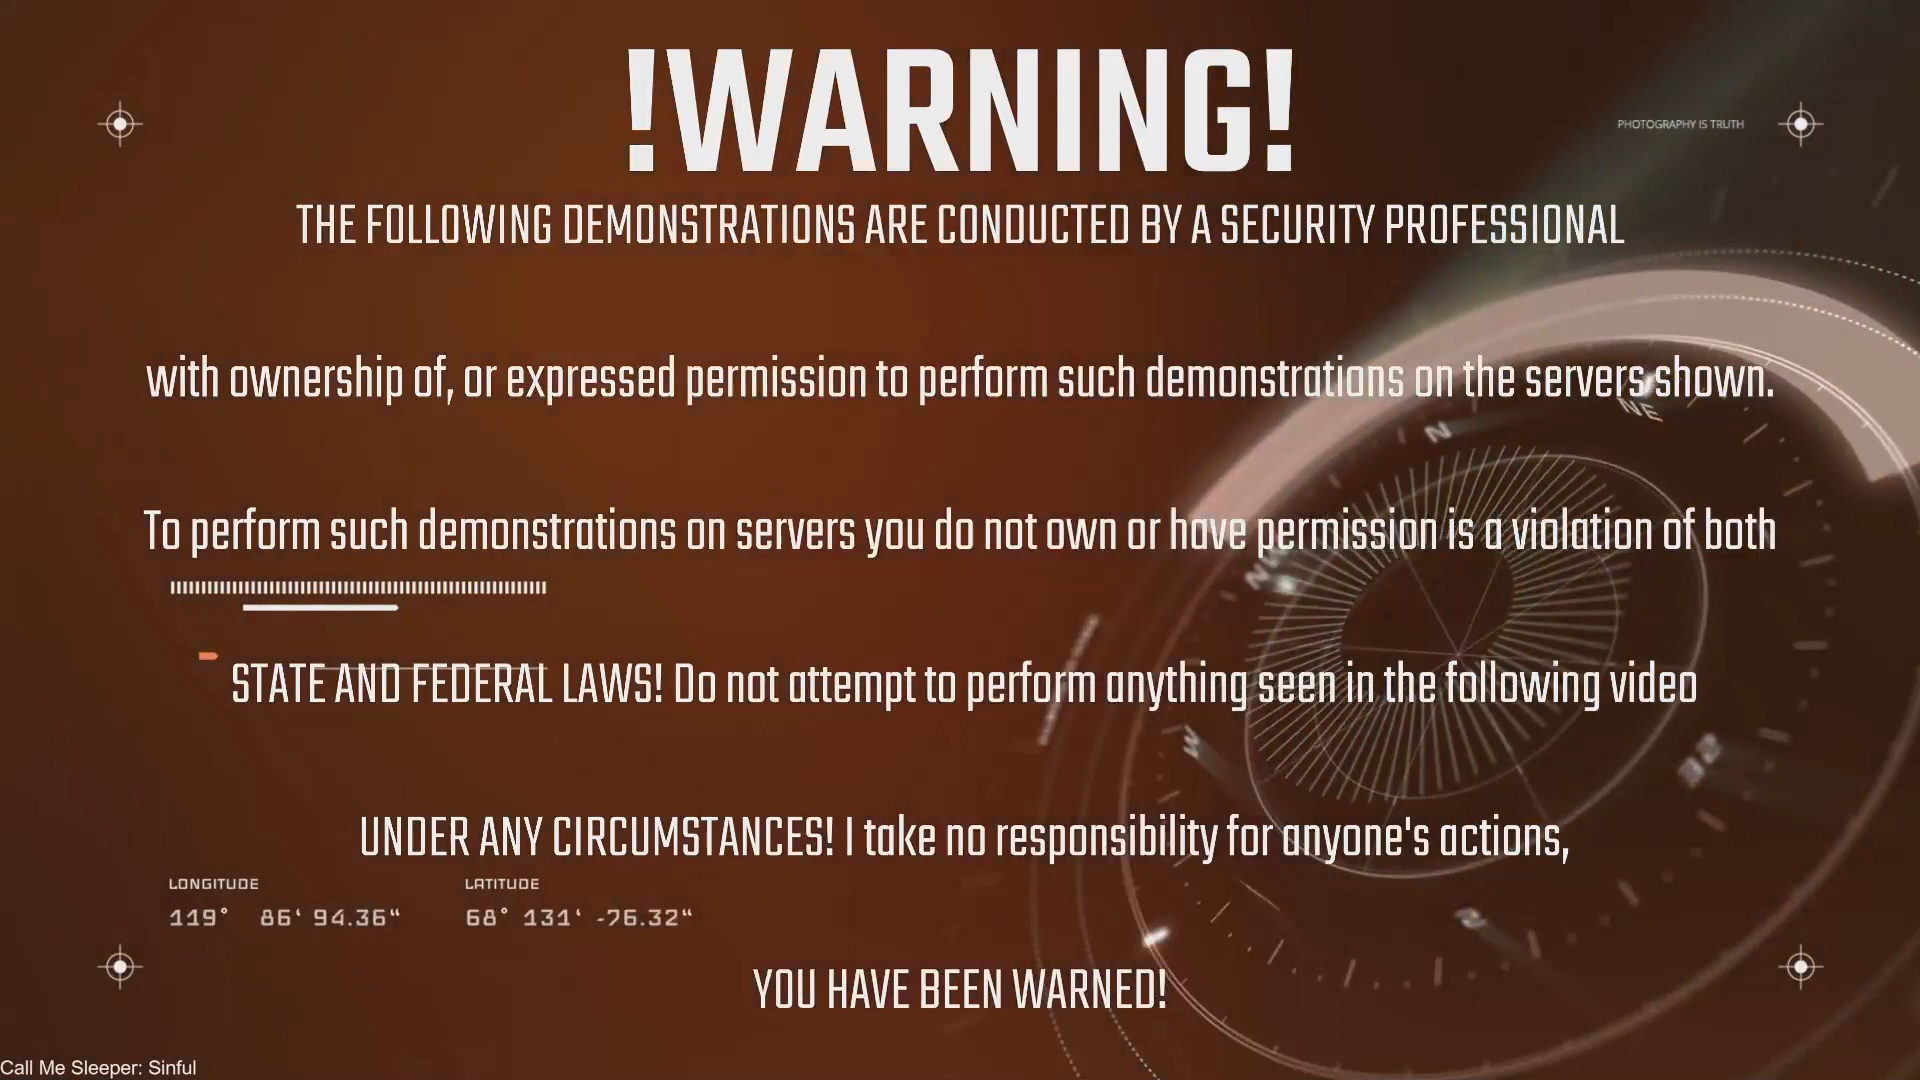 !WARNING!
PHOTOGRAPHY IS TRUTH
THE FOLLOWING DEMONSTRATIONS ARE CONDUCTED BY A SECURITY PROFESSIONAL
with ownership of, or expressed permission to perform such demonstrations on the servers shown.
NE
N
To perform such demonstrations on servers you do not own or have permission is a violation of both
STATE AND FEDERAL LAWS! Do not attempt to perform anything seen in the following video
W
UNDER ANY CIRCUMSTANCES! I take no responsibility for anyone's actions,
LONGITUDE LATITUDE
119° 86‘ 94.36“ 68° 131‘ -76.32“
YOU HAVE BEEN WARNED!
Call Me Sleeper: Sinful